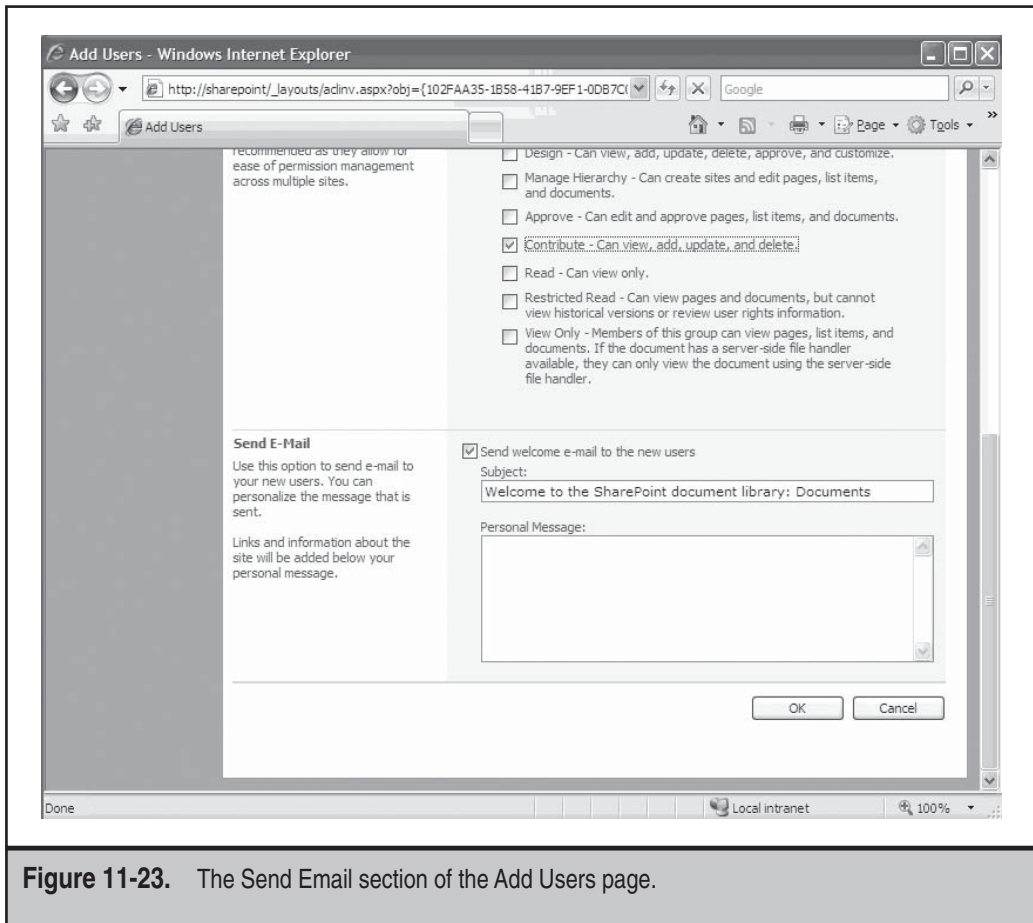 Add Users - Windows Internet Explorer
http://sharepoint/_layouts/aclinv.aspx?obj={102FAA35-1B58-41B7-9EF1-0DB7C(
Google
Add Users
Page
Tools
»
recommended as they allow for
ease of permission management
across multiple sites.
Design - Can view, add, update, delete, approve, and customize.
Manage Hierarchy - Can create sites and edit pages, list items,
and documents.
Approve - Can edit and approve pages, list items, and documents.
Contribute - Can view, add, update, and delete.
Read - Can view only.
Restricted Read - Can view pages and documents, but cannot
view historical versions or review user rights information.
View Only - Members of this group can view pages, list items, and
documents. If the document has a server-side file handler
available, they can only view the document using the server-side
file handler.
Send E-Mail
Use this option to send e-mail to
your new users. You can
personalize the message that is
sent.
Links and information about the
site will be added below your
personal message.
Send welcome e-mail to the new users
Subject:
Welcome to the SharePoint document library: Documents
Personal Message:
OK
Cancel
Done
Local intranet
100%
Figure 11-23. The Send Email section of the Add Users page.